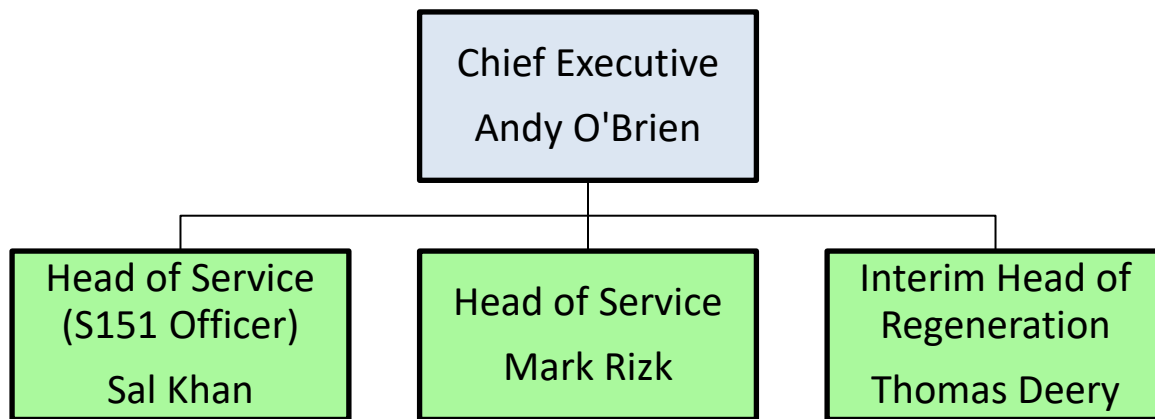 Chief Executive
Andy O'Brien
Head of Service
(S151 Officer)
Sal Khan
Head of Service
Mark Rizk
Interim Head of
Regeneration
Thomas Deery